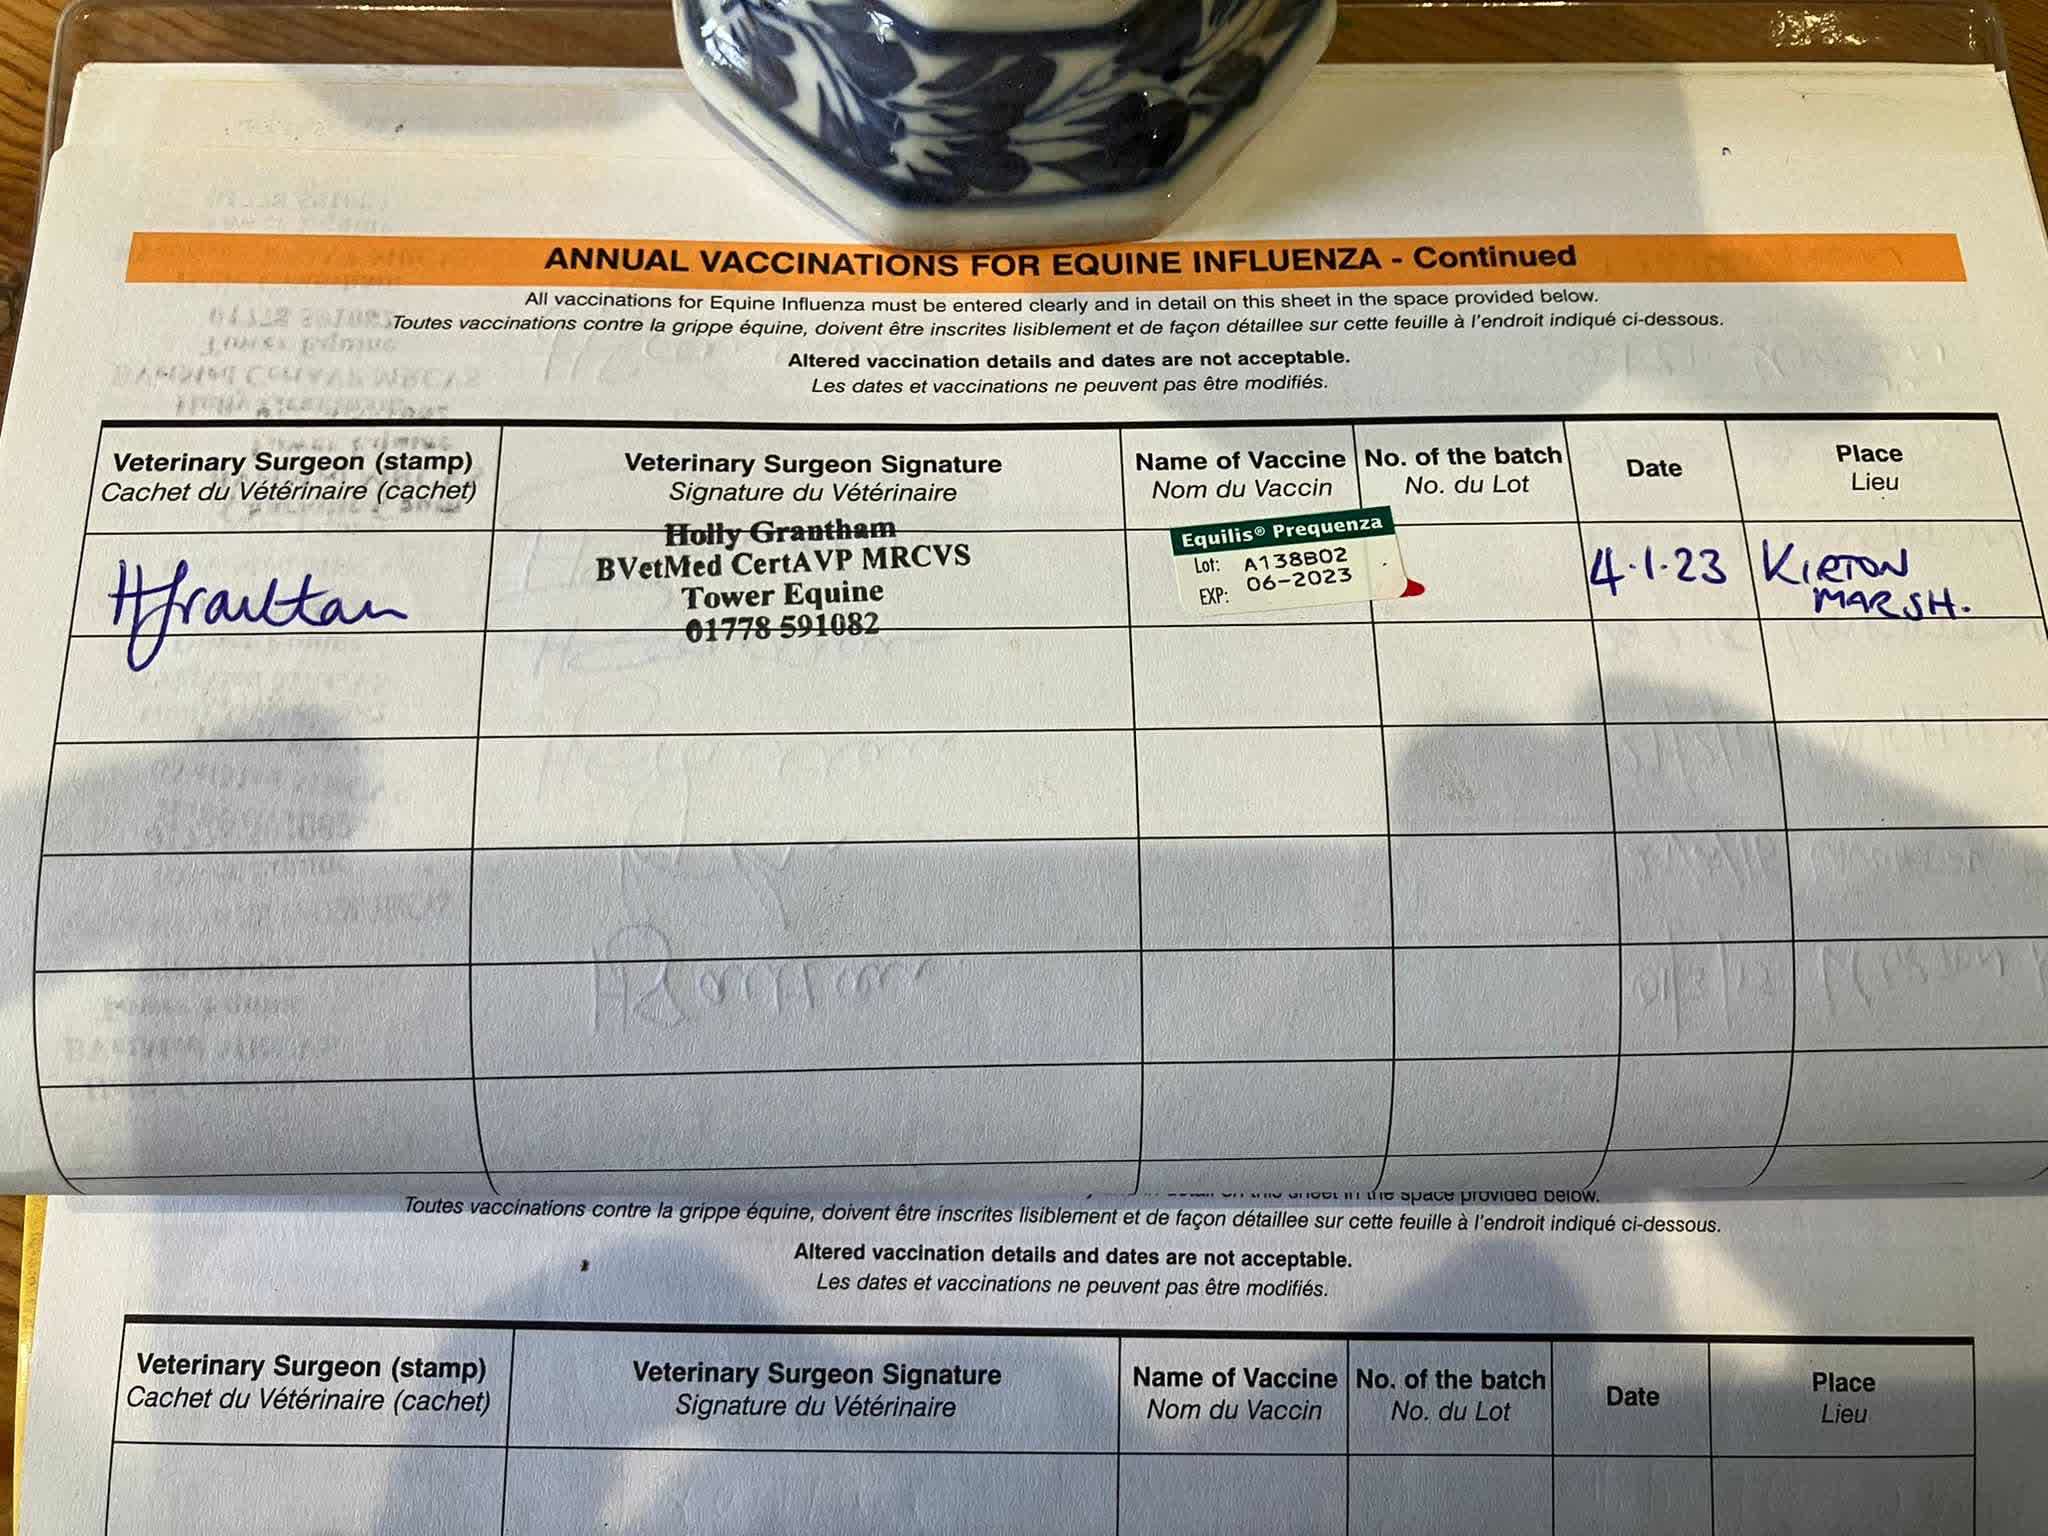 ANNUAL VACCINATIONS FOR EQUINE INFLUENZA - Continued
All vaccinations for Equine Influenza must be entered clearly and in detail on this sheet in the space provided below.
Toutes vaccinations contre la grippe équine, doivent être inscrites lisiblement et de façon détaillee sur cette feuille à l'endroit indiqué ci-dessous.
Altered vaccination details and dates are not acceptable.
Les dates et vaccinations ne peuvent pas être modifiés.
Veterinary Surgeon (stamp)
Cachet du Vétérinaire (cachet)
Veterinary Surgeon Signature
Signature du Vétérinaire
Name of Vaccine
Nom du Vaccin
No. of the batch
No. du Lot
Date
Place
Lieu
HGrantham
Holly Grantham
BVetMed CertAVP MRCVS
Tower Equine
01778 591082
Equilis® Prequenza
Lot: A138B02
EXP: 06-2023
4.1.23
KIRTON
MARSH.
on this sheet in the space provided below.
Toutes vaccinations contre la grippe équine, doivent être inscrites lisiblement et de façon détaillee sur cette feuille à l'endroit indiqué ci-dessous.
Altered vaccination details and dates are not acceptable.
Les dates et vaccinations ne peuvent pas être modifiés.
Veterinary Surgeon (stamp)
Cachet du Vétérinaire (cachet)
Veterinary Surgeon Signature
Signature du Vétérinaire
Name of Vaccine
Nom du Vaccin
No. of the batch
No. du Lot
Date
Place
Lieu